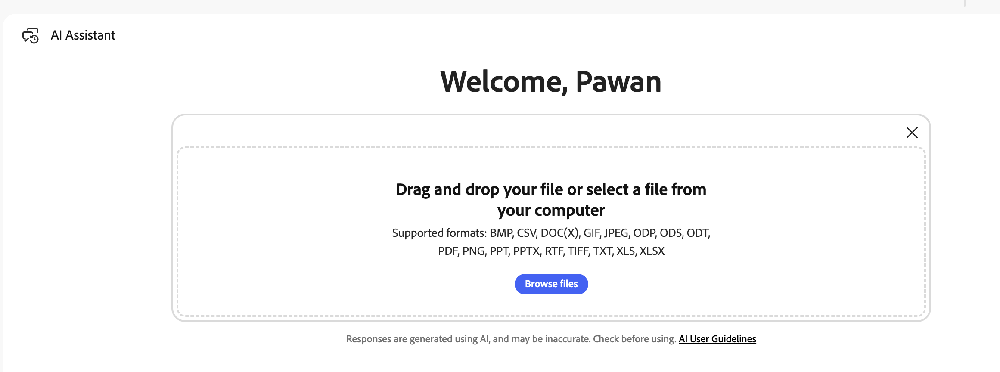 AI Assistant
Welcome, Pawan
Drag and drop your file or select a file from
your computer
Supported formats: BMP, CSV, DOC(X), GIF, JPEG, ODP, ODS, ODT,
PDF, PNG, PPT, PPTX, RTF, TIFF, TXT, XLS, XLSX
Browse files
Responses are generated using AI, and may be inaccurate. Check before using. AI User Guidelines